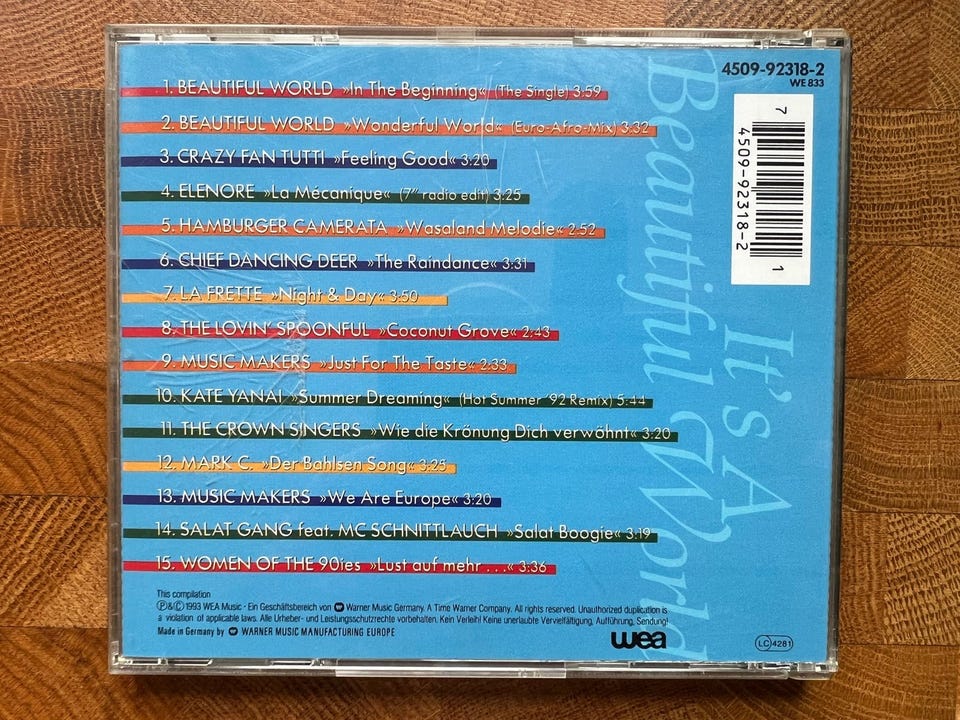 4509-92318-2
WE 833
1. BEAUTIFUL WORLD »In The Beginning« (The Single) 3:59
2. BEAUTIFUL WORLD »Wonderful World« (Euro-Afro-Mix) 3:32
3. CRAZY FAN TUTTI »Feeling Good« 3:20
4. ELENORE »La Mécanique« (7" radio edit) 3:25
5. HAMBURGER CAMERATA »Wasaland Melodie« 2:52
6. CHIEF DANCING DEER »The Raindance« 3:31
7. LA FRETTE »Night & Day« 3:50
8. THE LOVIN' SPOONFUL »Coconut Grove« 2:43
9. MUSIC MAKERS »Just For The Taste« 2:33
10. KATE YANAI »Summer Dreaming« (Hot Summer '92 Remix) 5:44
11. THE CROWN SINGERS »Wie die Krönung Dich verwöhnt« 3:20
12. MARK C. »Der Bahlsen Song« 3:25
13. MUSIC MAKERS »We Are Europe« 3:20
14. SALAT GANG feat. MC SCHNITTLAUCH »Salat Boogie« 3:19
15. WOMEN OF THE 90ies »Lust auf mehr . . .« 3:36
It's A
Beautiful World
7 4509-92318-2 1
This compilation
Ⓟ&© 1993 WEA Music - Ein Geschäftsbereich von Warner Music Germany. A Time Warner Company. All rights reserved. Unauthorized duplication is
a violation of applicable laws. Alle Urheber- und Leistungsschutzrechte vorbehalten. Kein Verleih! Keine unerlaubte Vervielfältigung, Aufführung, Sendung!
Made in Germany by WARNER MUSIC MANUFACTURING EUROPE
wea
LC 4281